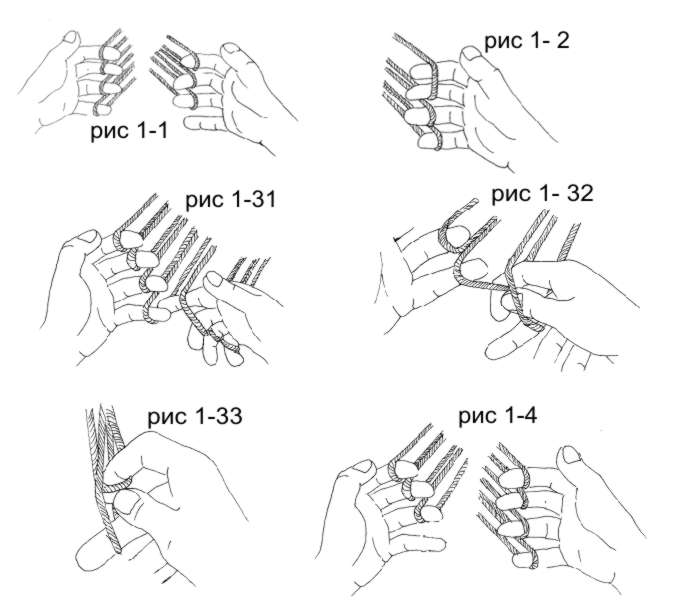 рис 1- 2
рис 1-1
рис 1-31
рис 1- 32
рис 1-33
рис 1-4